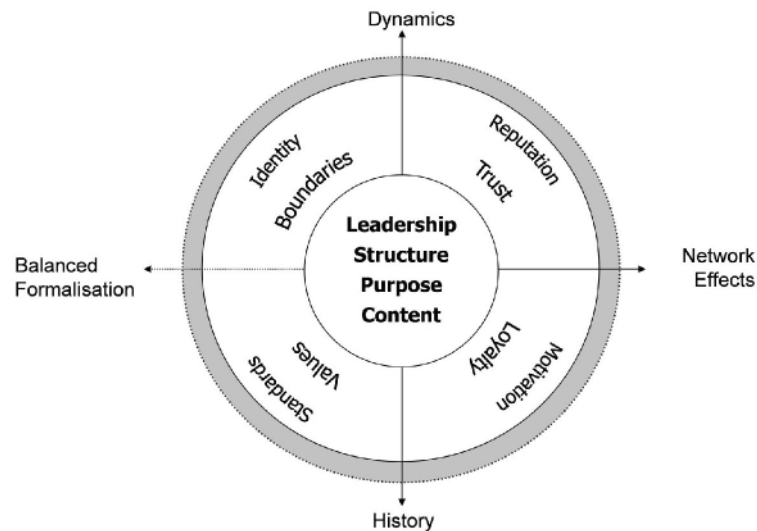 Dynamics
Identity
Boundaries
Reputation
Trust
Leadership
Structure
Purpose
Content
Balanced
Formalisation
Network
Effects
Standards
Values
Loyalty
Motivation
History